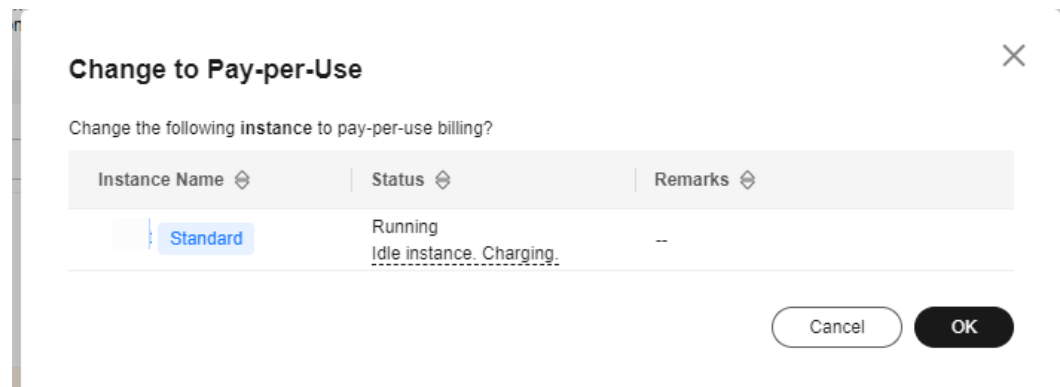 Change to Pay-per-Use
Change the following instance to pay-per-use billing?
Instance Name Status Remarks
Standard Running
Idle instance. Charging. --
Cancel OK